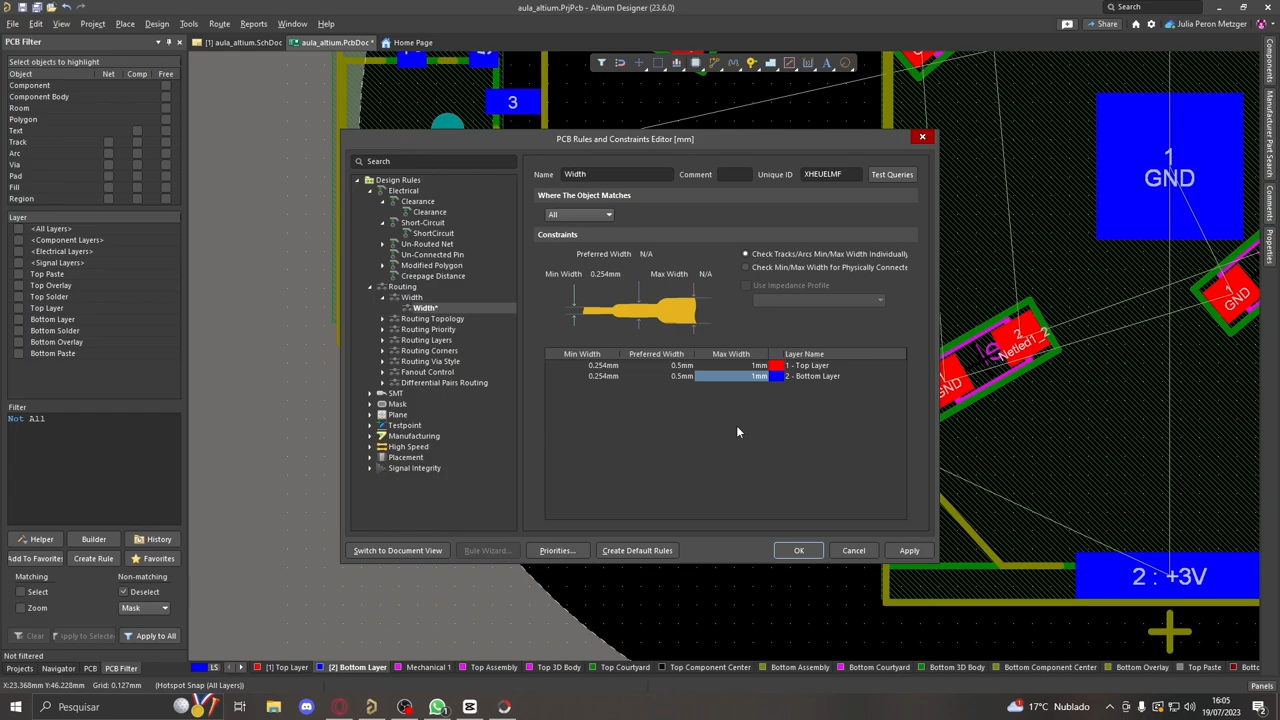 aula_altium.PrjPcb - Altium Designer (23.6.0)
Search
File Edit View Project Place Design Tools Route Reports Window Help
Share
Julia Peron Metzger
PCB Filter
[1] aula_altium.SchDoc
aula_altium.PcbDoc *
Home Page
Select objects to highlight
Object Net Comp Free
Component
Component Body
Room
Polygon
Text
Track
Arc
Via
Pad
Fill
Region
Layer
<All Layers>
<Component Layers>
<Electrical Layers>
<Signal Layers>
Top Paste
Top Overlay
Top Solder
Top Layer
Bottom Layer
Bottom Solder
Bottom Overlay
Bottom Paste
Filter
Not All
Helper
Builder
History
Add To Favorites
Create Rule
Favorites
Matching
Non-matching
Select
Deselect
Zoom
Mask
Clear
Apply to All
Not filtered
Projects Navigator PCB PCB Filter
3
1
GND
1
GND
2
Netled1_2
GND
2 : +3V
PCB Rules and Constraints Editor [mm]
Search
Design Rules
Electrical
Clearance
Clearance
Short-Circuit
ShortCircuit
Un-Routed Net
Un-Connected Pin
Modified Polygon
Creepage Distance
Routing
Width
Width*
Routing Topology
Routing Priority
Routing Layers
Routing Corners
Routing Via Style
Fanout Control
Differential Pairs Routing
SMT
Mask
Plane
Testpoint
Manufacturing
High Speed
Placement
Signal Integrity
Name Width Comment Unique ID XHEUELMF Test Queries
Where The Object Matches
All
Constraints
Preferred Width N/A
Min Width 0.254mm Max Width N/A
Check Tracks/Arcs Min/Max Width Individually
Check Min/Max Width for Physically Connecte
Use Impedance Profile
Min Width Preferred Width Max Width Layer Name
0.254mm 0.5mm 1mm 1 - Top Layer
0.254mm 0.5mm 1mm 2 - Bottom Layer
Switch to Document View
Rule Wizard...
Priorities...
Create Default Rules
OK
Cancel
Apply
Components
Manufacturer Part Search
Comments
Properties
LS
[1] Top Layer
[2] Bottom Layer
Mechanical 1
Top Assembly
Top 3D Body
Top Courtyard
Top Component Center
Bottom Assembly
Bottom Courtyard
Bottom 3D Body
Bottom Component Center
Bottom Overlay
Top Paste
X:23.368mm Y:46.228mm Grid: 0.127mm (Hotspot Snap (All Layers))
Panels
Pesquisar
17°C Nublado
16:05
19/07/2023